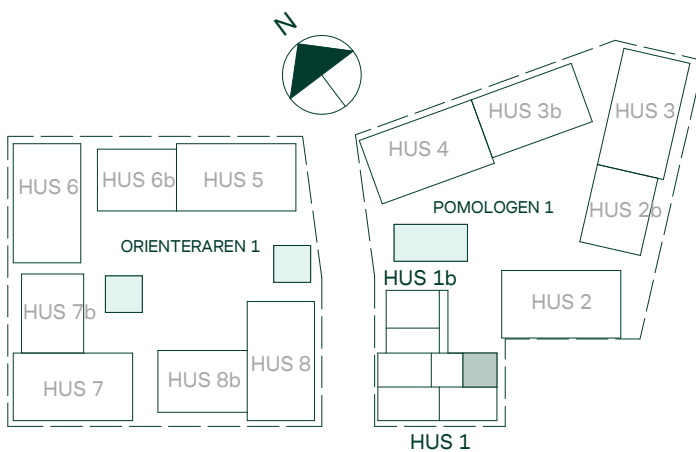 N
HUS 3
HUS 3b
HUS 4
HUS 6
HUS 6b
HUS 5
HUS 2b
POMOLOGEN 1
ORIENTERAREN 1
HUS 1b
HUS 2
HUS 7b
HUS 8
HUS 8b
HUS 7
HUS 1